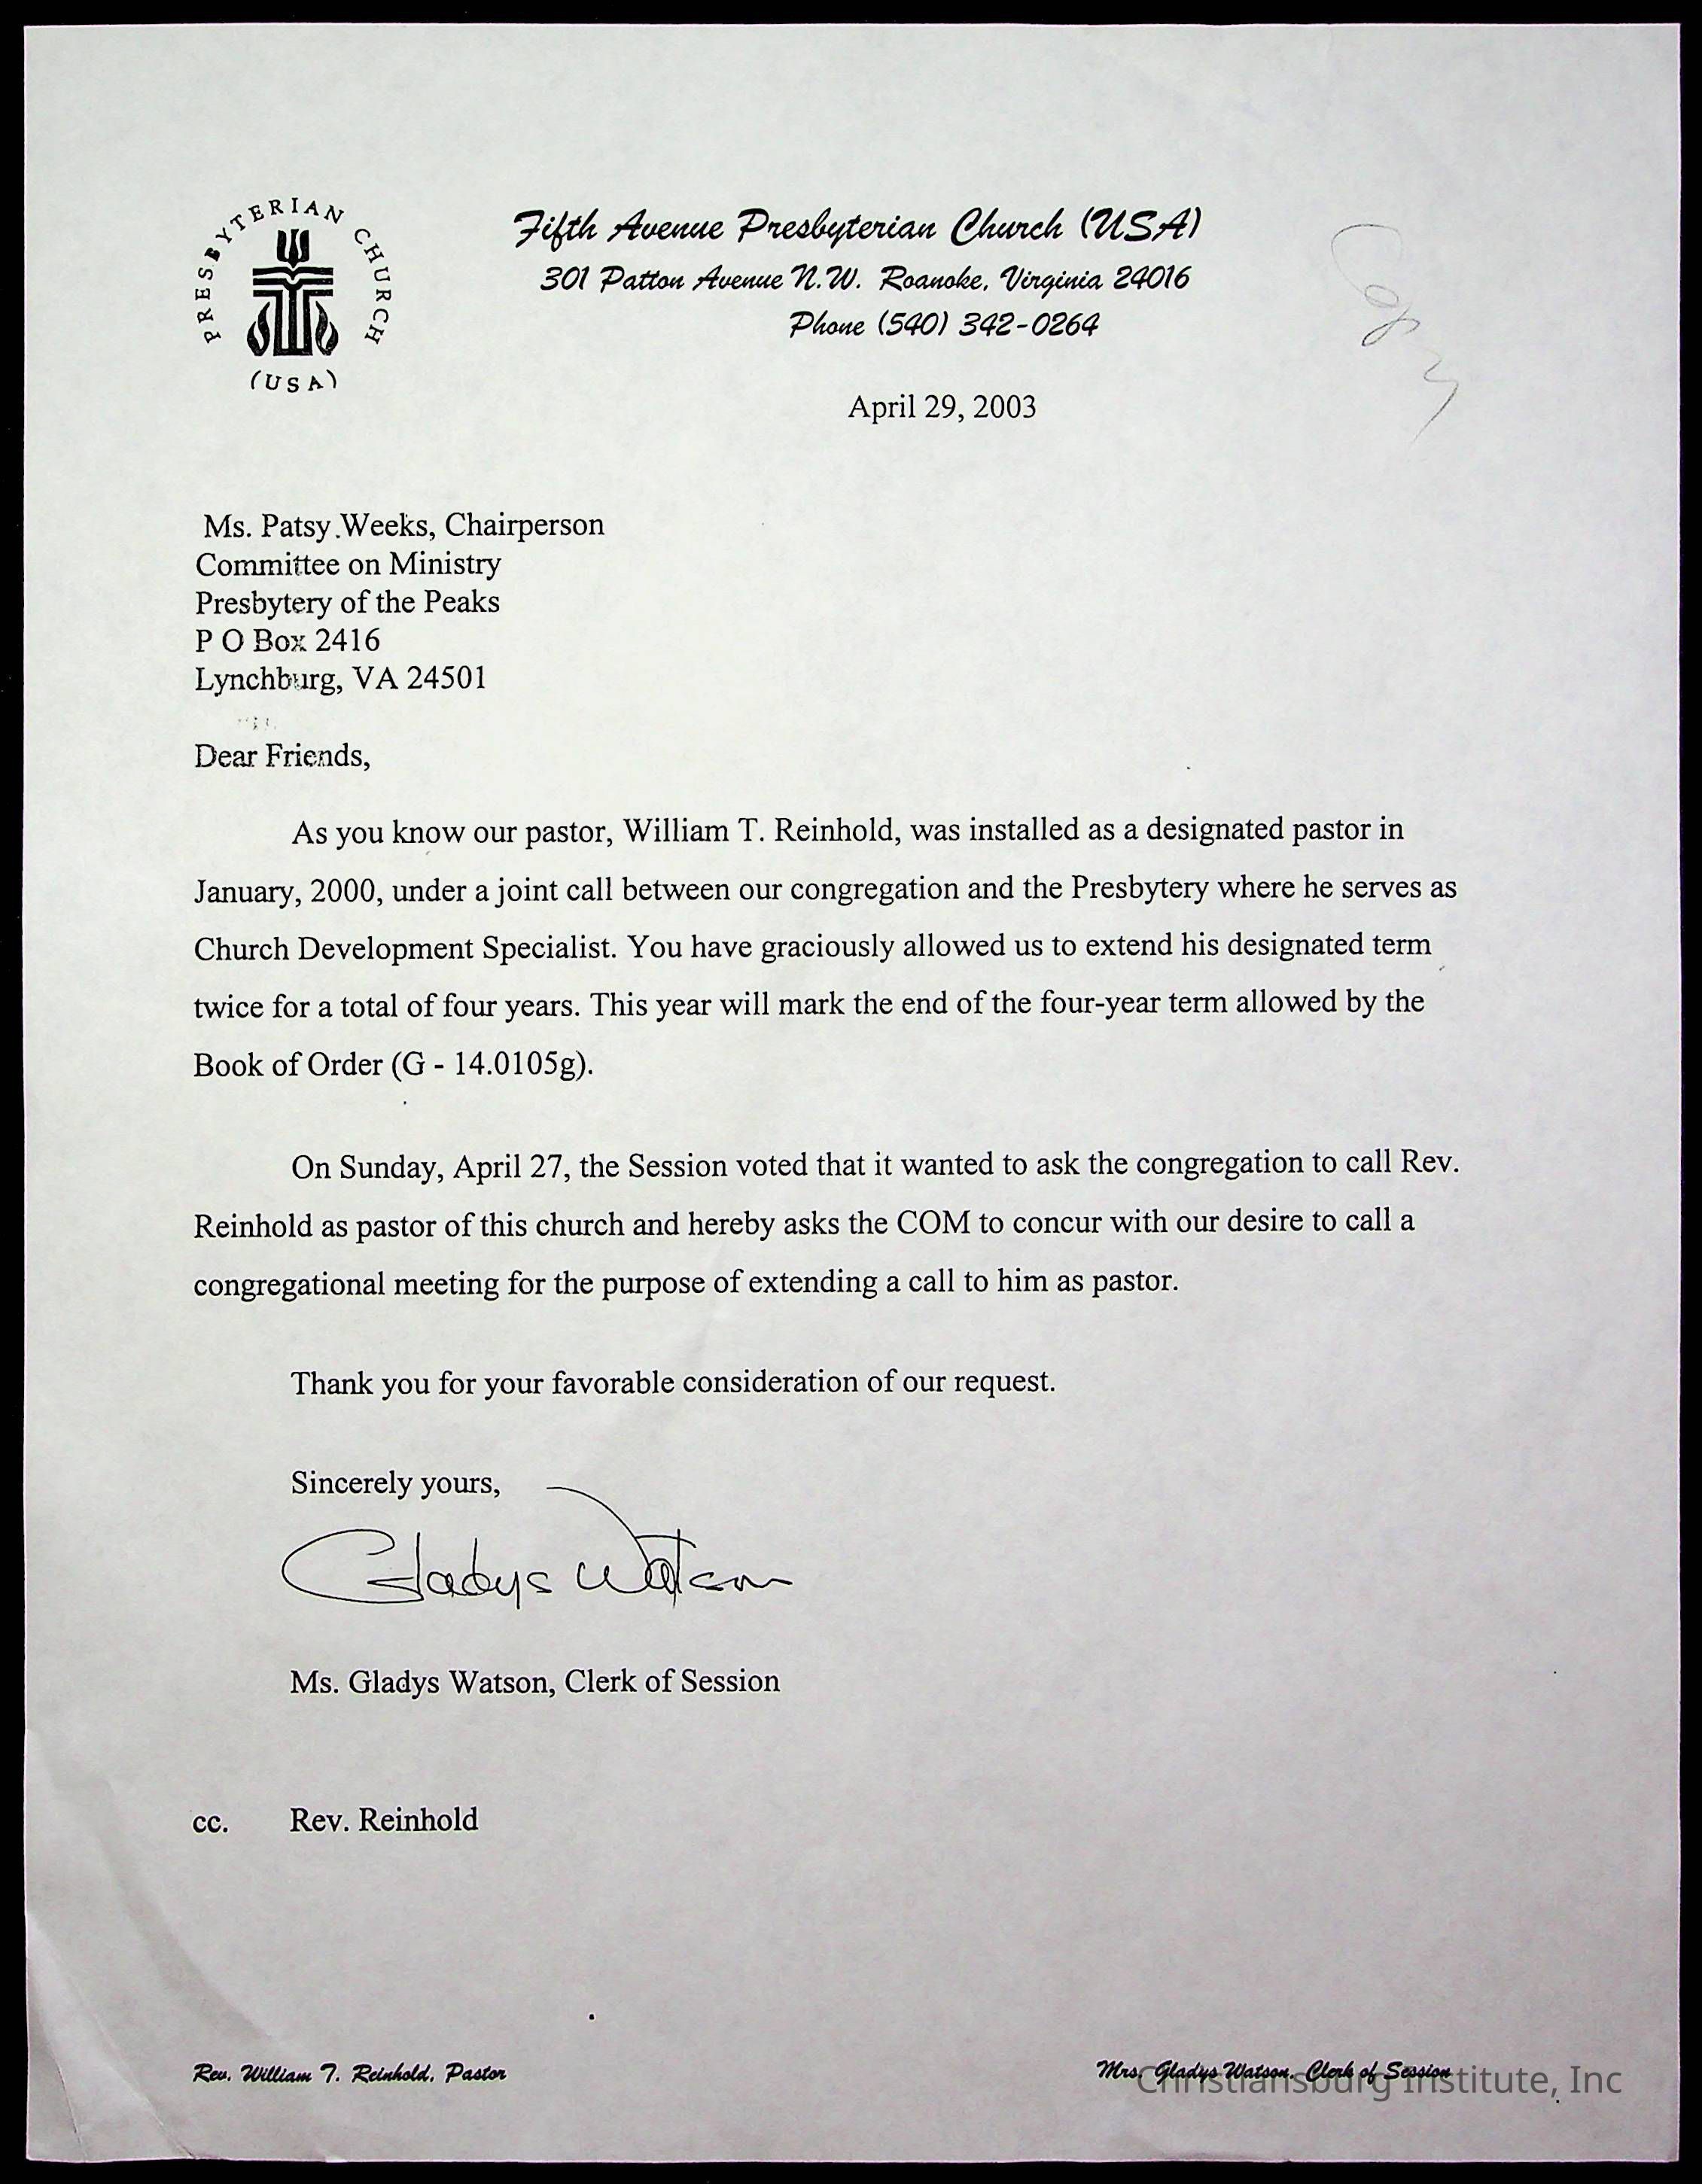 PRESBYTERIAN CHURCH
(USA)
Fifth Avenue Presbyterian Church (USA)
301 Patton Avenue N.W. Roanoke, Virginia 24016
Phone (540) 342-0264
Copy
April 29, 2003
Ms. Patsy Weeks, Chairperson
Committee on Ministry
Presbytery of the Peaks
P O Box 2416
Lynchburg, VA 24501
Dear Friends,
As you know our pastor, William T. Reinhold, was installed as a designated pastor in
January, 2000, under a joint call between our congregation and the Presbytery where he serves as
Church Development Specialist. You have graciously allowed us to extend his designated term
twice for a total of four years. This year will mark the end of the four-year term allowed by the
Book of Order (G - 14.0105g).
On Sunday, April 27, the Session voted that it wanted to ask the congregation to call Rev.
Reinhold as pastor of this church and hereby asks the COM to concur with our desire to call a
congregational meeting for the purpose of extending a call to him as pastor.
Thank you for your favorable consideration of our request.
Sincerely yours,
Gladys Watson
Ms. Gladys Watson, Clerk of Session
cc. Rev. Reinhold
Rev. William T. Reinhold, Pastor
Mrs. Gladys Watson, Clerk of Session
Christiansburg Institute, Inc